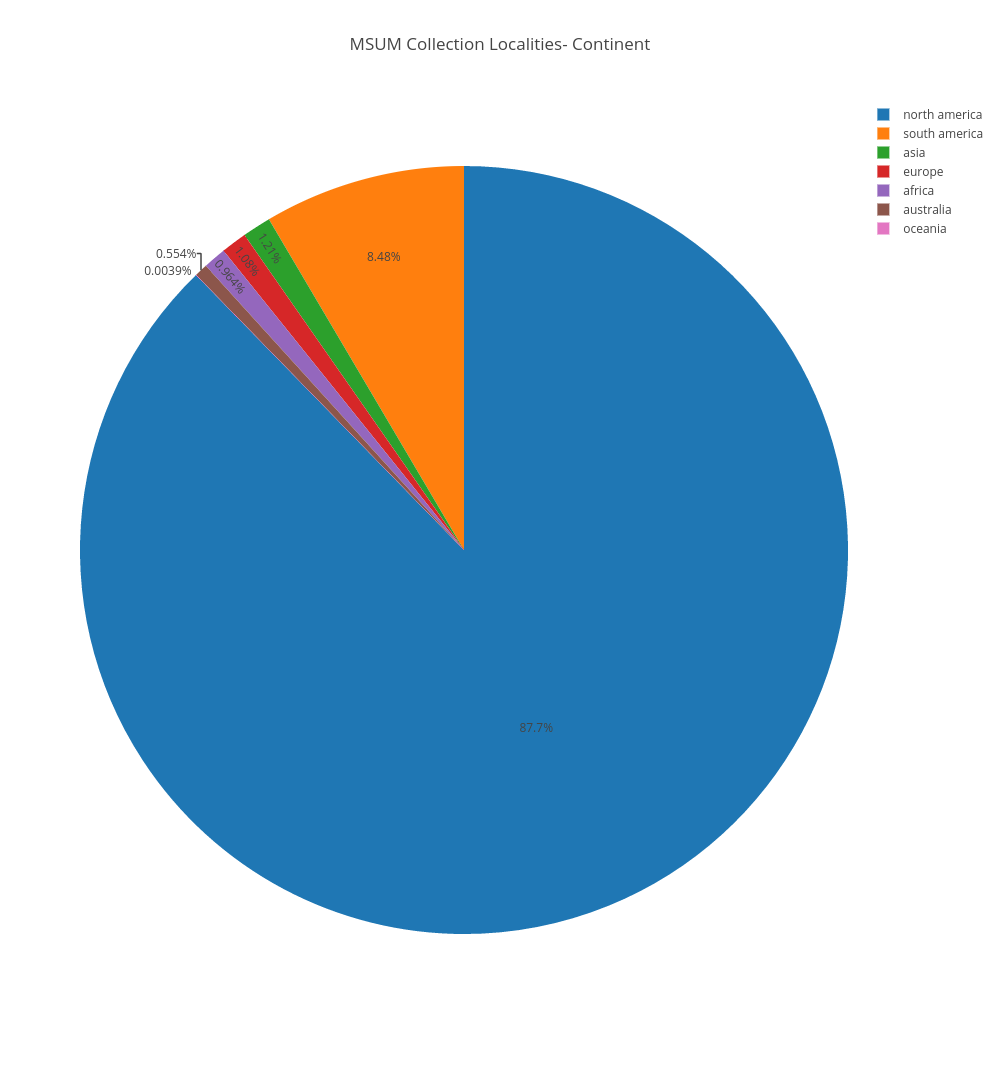 MSUM Collection Localities- Continent
north america
south america
asia
europe
africa
australia
oceania
8.48%
1.21%
1.08%
0.964%
0.554%
0.0039%
87.7%